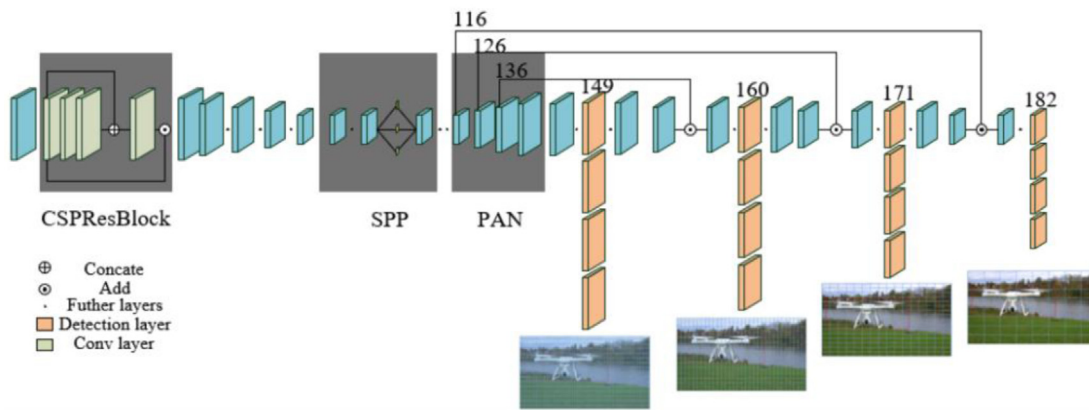 116
126
136
149
160
171
182
CSPResBlock
SPP
PAN
Concate
Add
Futher layers
Detection layer
Conv layer